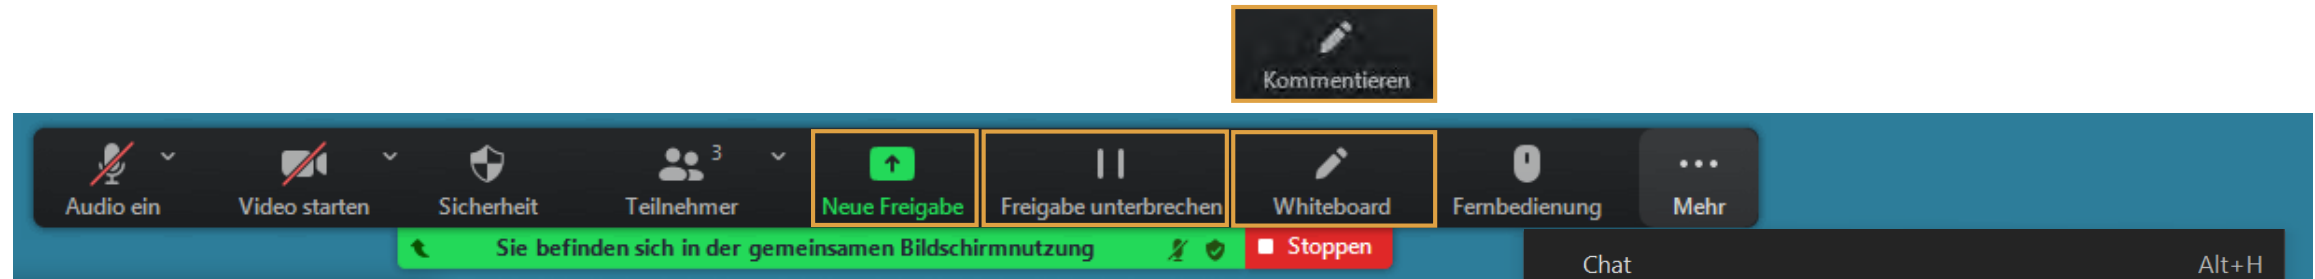 Kommentieren
3
Audio ein Video starten Sicherheit Teilnehmer Neue Freigabe Freigabe unterbrechen Whiteboard Fernbedienung Mehr
Sie befinden sich in der gemeinsamen Bildschirmnutzung Stoppen
Chat Alt+H